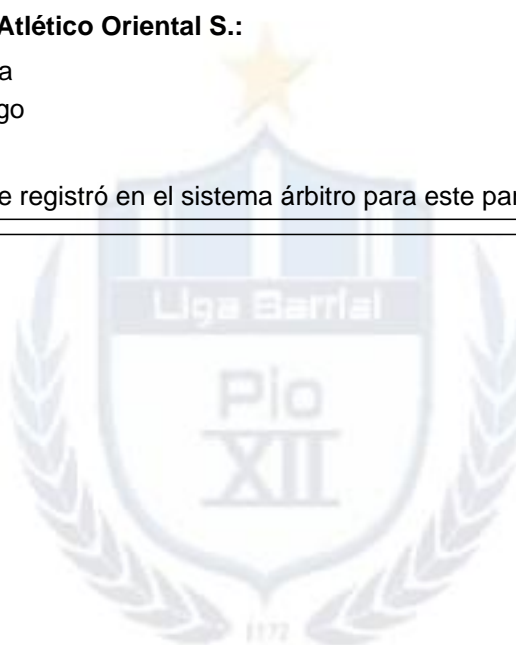 Atlético Oriental S.:
a
go
e registró en el sistema árbitro para este par
Liga Barrial
Pio
XII